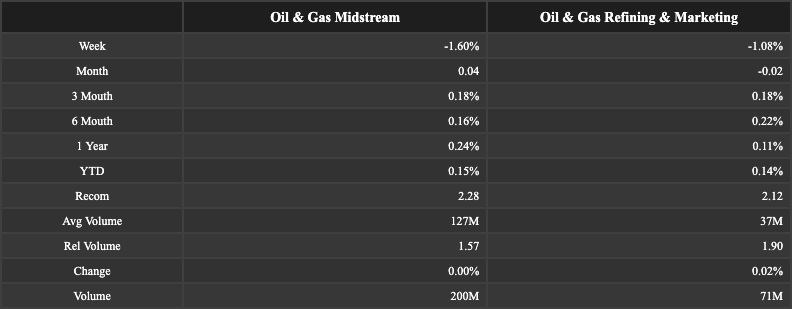 Oil & Gas Midstream Oil & Gas Refining & Marketing
Week -1.60% -1.08%
Month 0.04 -0.02
3 Mouth 0.18% 0.18%
6 Mouth 0.16% 0.22%
1 Year 0.24% 0.11%
YTD 0.15% 0.14%
Recom 2.28 2.12
Avg Volume 127M 37M
Rel Volume 1.57 1.90
Change 0.00% 0.02%
Volume 200M 71M